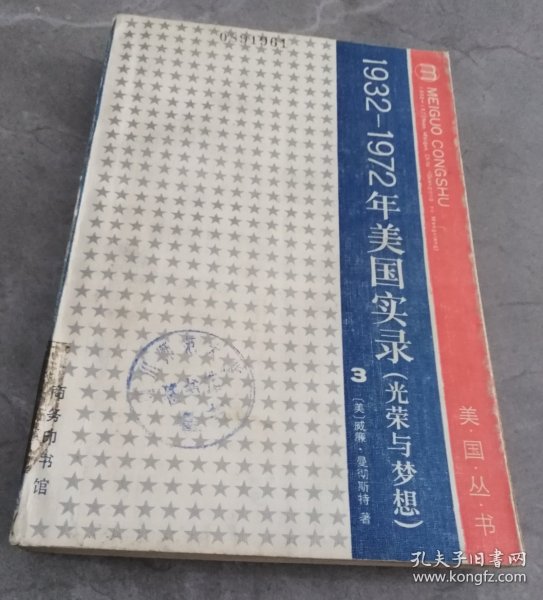 0591961
3 MEIGUO CONGSHU
1932-1972年美国实录(光荣与梦想)
3
〔美〕威廉·曼彻斯特 著
美·国·丛·书
商务印书馆
孔夫子旧书网
www.kongfz.com